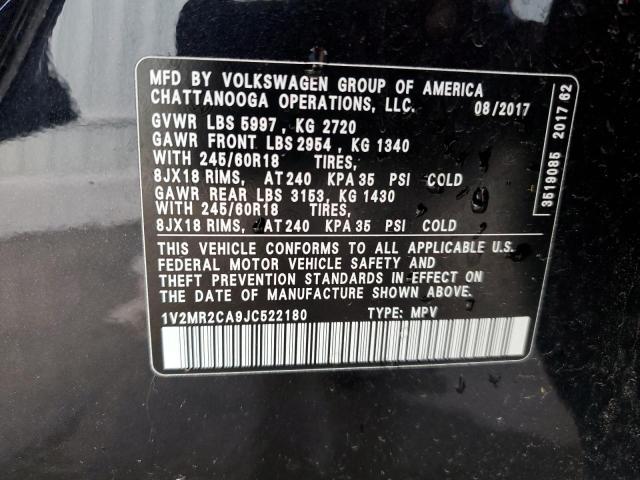 MFD BY VOLKSWAGEN GROUP OF AMERICA
CHATTANOOGA OPERATIONS, LLC. 08/2017
GVWR LBS 5997, KG 2720
GAWR FRONT LBS 2954, KG 1340
WITH 245/60R18 TIRES,
8JX18 RIMS, AT 240 KPA 35 PSI COLD
GAWR REAR LBS 3153, KG 1430
WITH 245/60R18 TIRES,
8JX18 RIMS, AT 240 KPA 35 PSI COLD
THIS VEHICLE CONFORMS TO ALL APPLICABLE U.S.
FEDERAL MOTOR VEHICLE SAFETY AND
THEFT PREVENTION STANDARDS IN EFFECT ON
THE DATE OF MANUFACTURE SHOWN ABOVE.
1V2MR2CA9JC522180 TYPE: MPV
3519085 2017 62